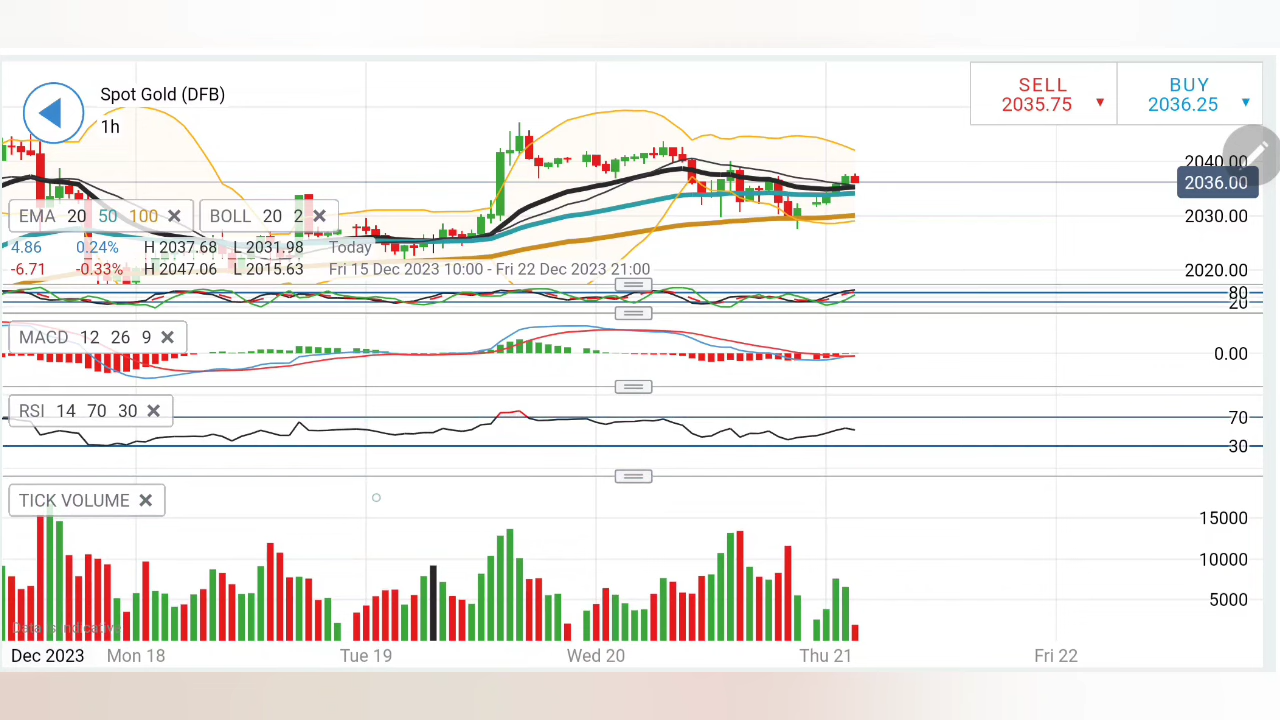 Spot Gold (DFB)
1h
SELL
2035.75
BUY
2036.25
2040.00
2036.00
2030.00
2020.00
EMA 20 50 100
BOLL 20 2
4.86 0.24% H 2037.68 L 2031.98 Today
-6.71 -0.33% H 2047.06 L 2015.63 Fri 15 Dec 2023 10:00 - Fri 22 Dec 2023 21:00
80
20
MACD 12 26 9
0.00
RSI 14 70 30
70
30
TICK VOLUME
15000
10000
5000
Data is indicative
Dec 2023 Mon 18 Tue 19 Wed 20 Thu 21 Fri 22